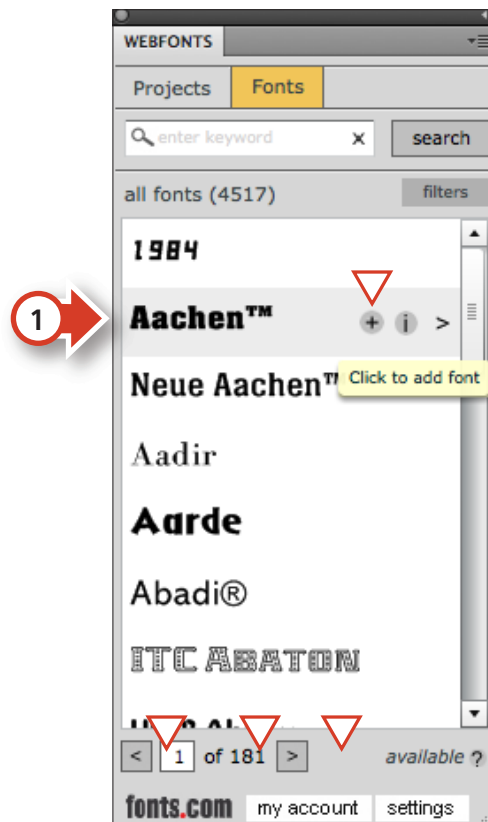 WEBFONTS
Projects Fonts
enter keyword x search
all fonts (4517) filters
1984
1 Aachen™ + i >
Click to add font
Neue Aachen™
Aadir
Aarde
Abadi®
ITC ABATON
< 1 of 181 > available ?
fonts.com my account settings